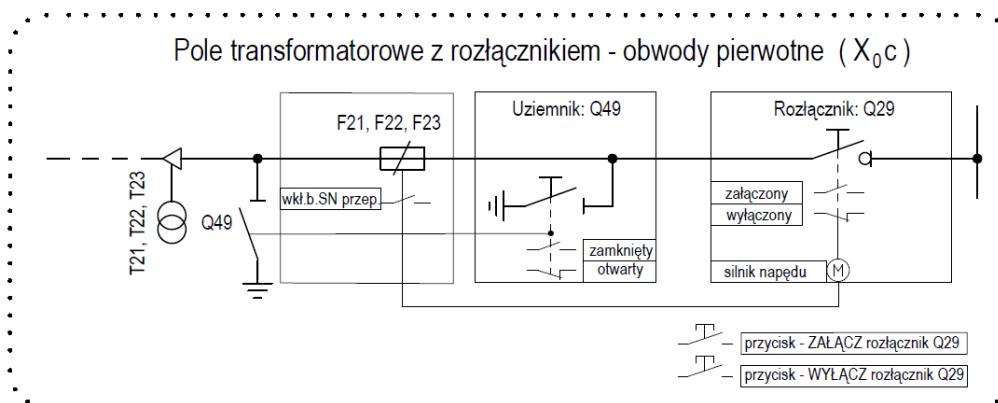 Pole transformatorowe z rozłącznikiem - obwody pierwotne ( X₀c )
F21, F22, F23
Uziemnik: Q49
Rozłącznik: Q29
T21, T22, T23
Q49
wkł.b.SN przep.
załączony
wyłączony
zamknięty
otwarty
silnik napędu
M
przycisk - ZAŁĄCZ rozłącznik Q29
przycisk - WYŁĄCZ rozłącznik Q29